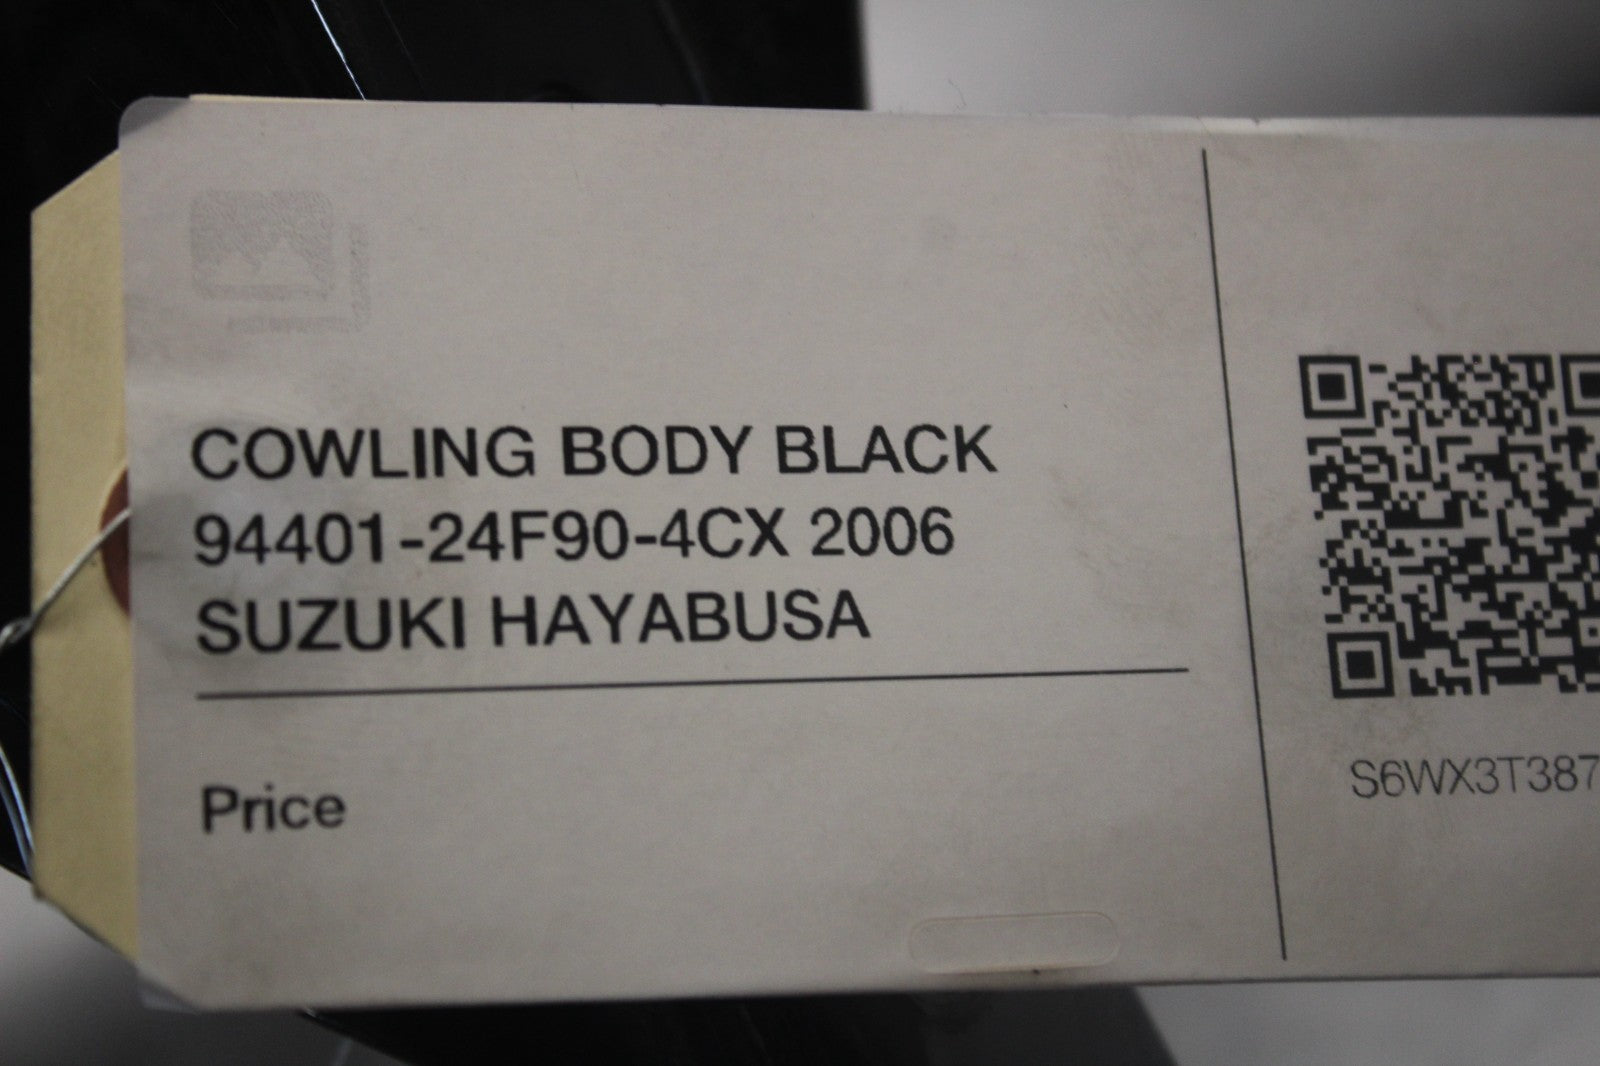 COWLING BODY BLACK
94401-24F90-4CX 2006
SUZUKI HAYABUSA
Price
S6WX3T387